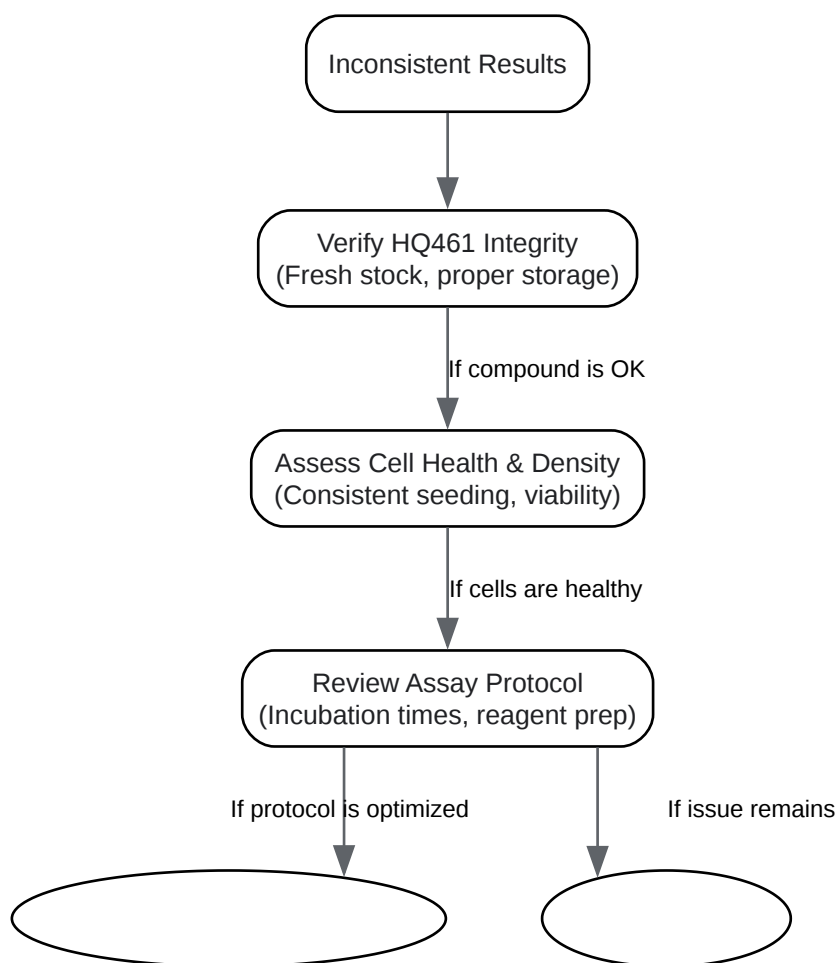 Inconsistent Results
Verify HQ461 Integrity
(Fresh stock, proper storage)
If compound is OK
Assess Cell Health & Density
(Consistent seeding, viability)
If cells are healthy
Review Assay Protocol
(Incubation times, reagent prep)
If protocol is optimized
If issue remains